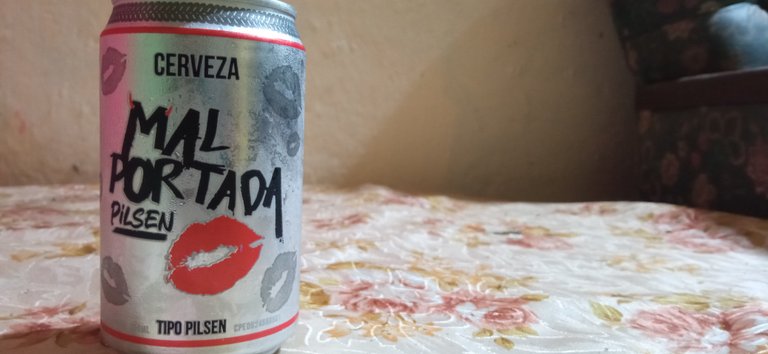 CERVEZA
MAL
PORTADA
PILSEN
TIPO PILSEN